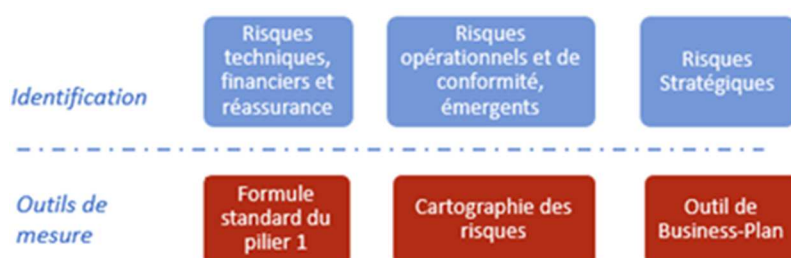 Identification
Risques
techniques,
financiers et
réassurance
Risques
opérationnels et de
conformité,
émergents
Risques
Stratégiques
Outils de
mesure
Formule
standard du
pilier 1
Cartographie des
risques
Outil de
Business-Plan